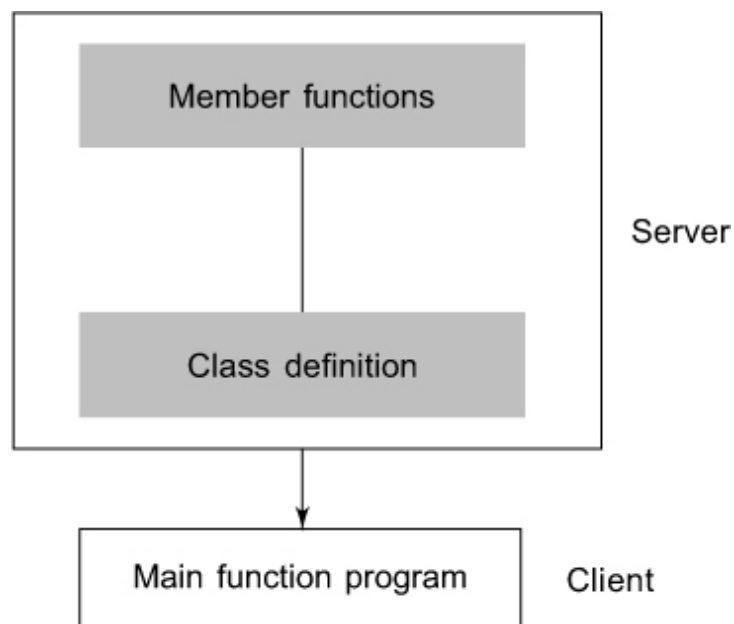 Member functions
Server
Class definition
Main function program
Client